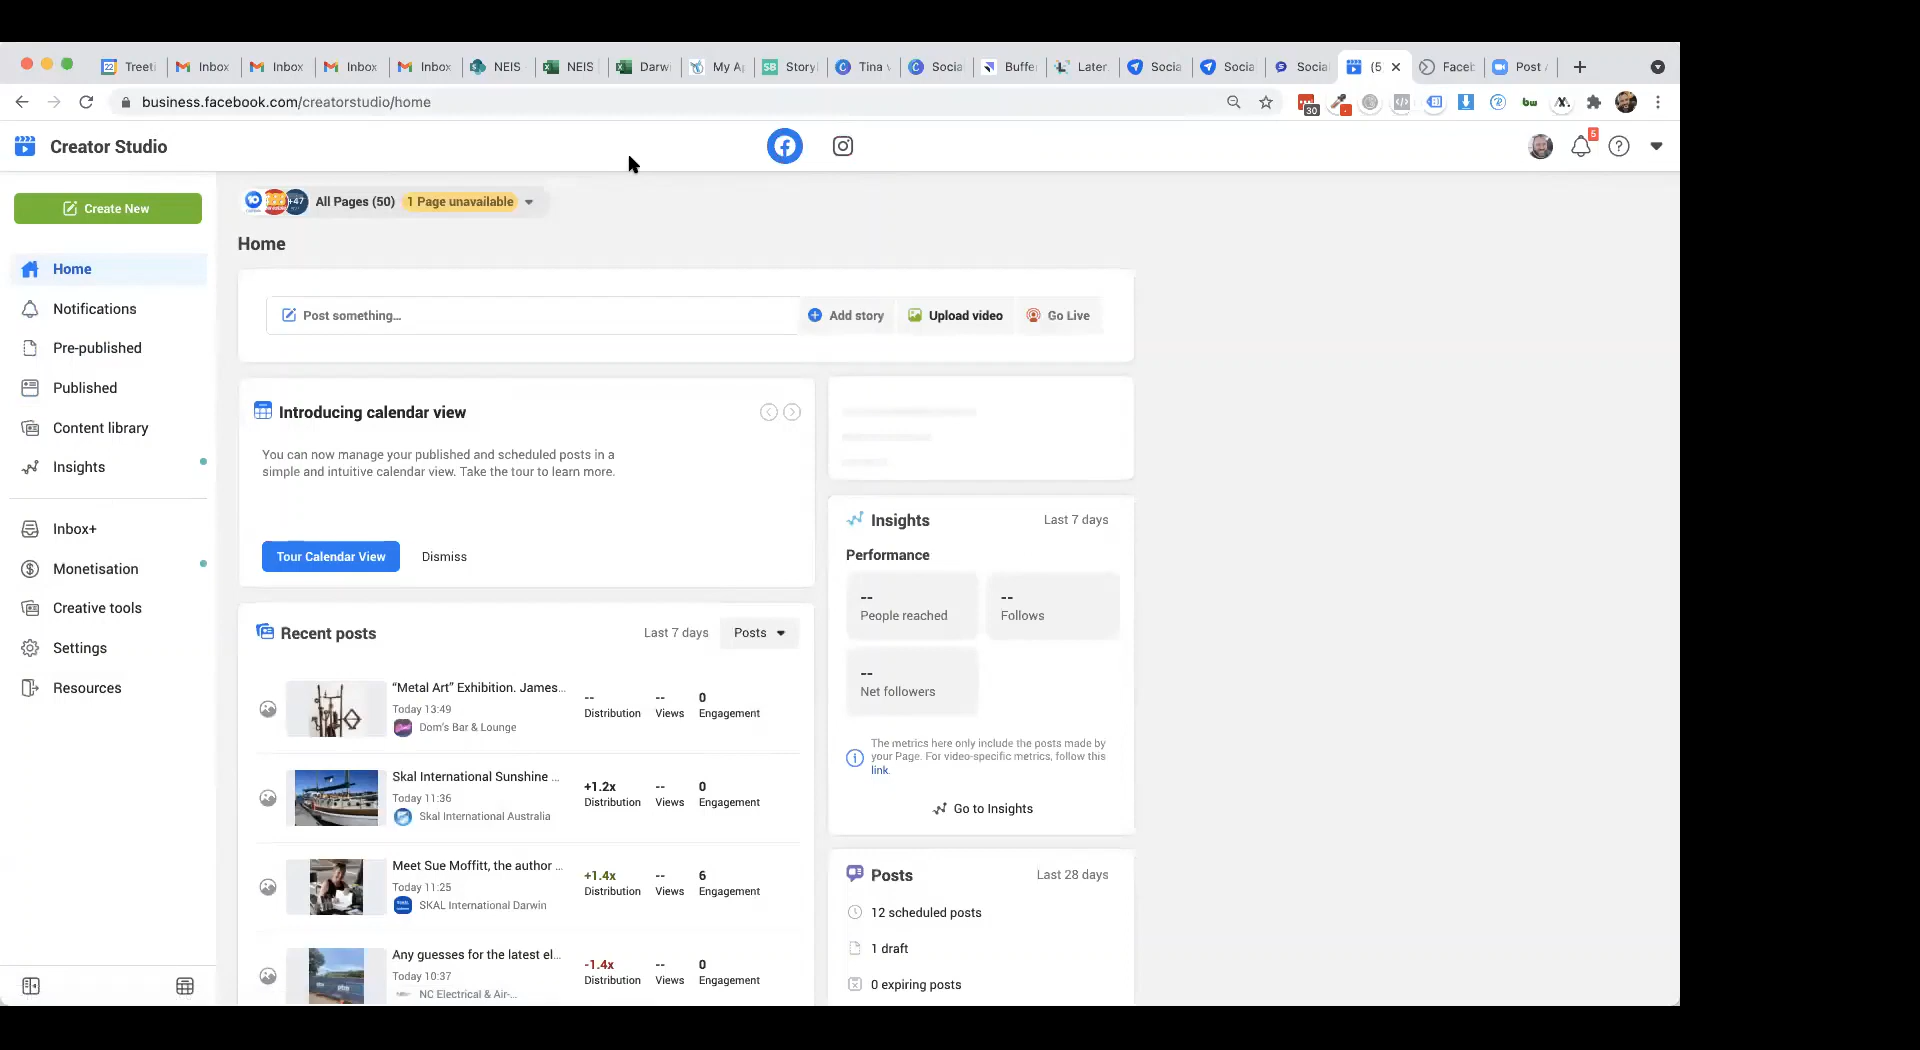 22 Treeti
Inbox
Inbox
Inbox
Inbox
NEIS
NEIS
Darw
My A
SB Story
Tina
Socia
Buffe
Later
Socia
Socia
Socia
(5
Faceb
Post
business.facebook.com/creatorstudio/home
30
bw
Creator Studio
5
Create New
10
+47
All Pages (50)
1 Page unavailable
Home
Home
Notifications
Pre-published
Published
Content library
Insights
Inbox+
Monetisation
Creative tools
Settings
Resources
Post something...
Add story
Upload video
Go Live
Introducing calendar view
You can now manage your published and scheduled posts in a
simple and intuitive calendar view. Take the tour to learn more.
Tour Calendar View
Dismiss
Recent posts
Last 7 days
Posts
“Metal Art” Exhibition. James...
Today 13:49
Dom's Bar & Lounge
--
Distribution
--
Views
0
Engagement
Skal International Sunshine ...
Today 11:36
Skal International Australia
+1.2x
Distribution
--
Views
0
Engagement
Meet Sue Moffitt, the author ...
Today 11:25
SKAL International Darwin
+1.4x
Distribution
--
Views
6
Engagement
Any guesses for the latest el...
Today 10:37
NC Electrical & Air-...
-1.4x
Distribution
--
Views
0
Engagement
Insights
Last 7 days
Performance
--
People reached
--
Follows
--
Net followers
The metrics here only include the posts made by
your Page. For video-specific metrics, follow this
link.
Go to Insights
Posts
Last 28 days
12 scheduled posts
1 draft
0 expiring posts